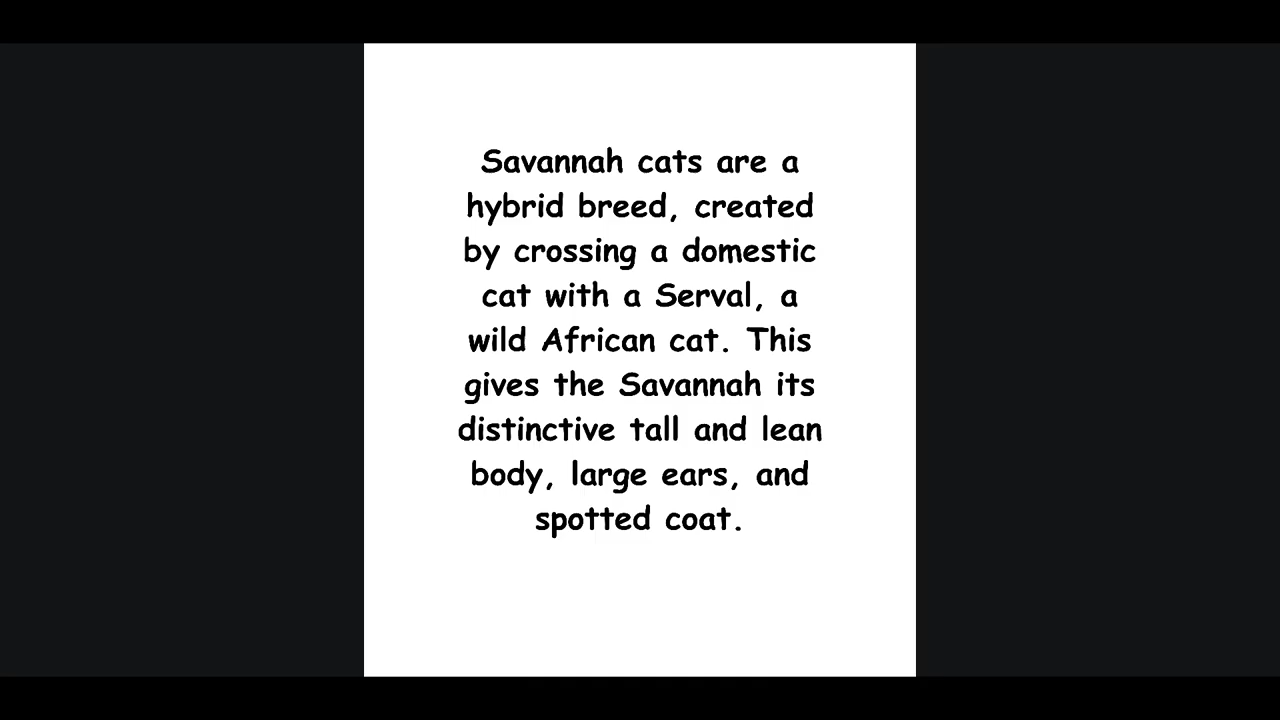 Savannah cats are a
hybrid breed, created
by crossing a domestic
cat with a Serval, a
wild African cat. This
gives the Savannah its
distinctive tall and lean
body, large ears, and
spotted coat.